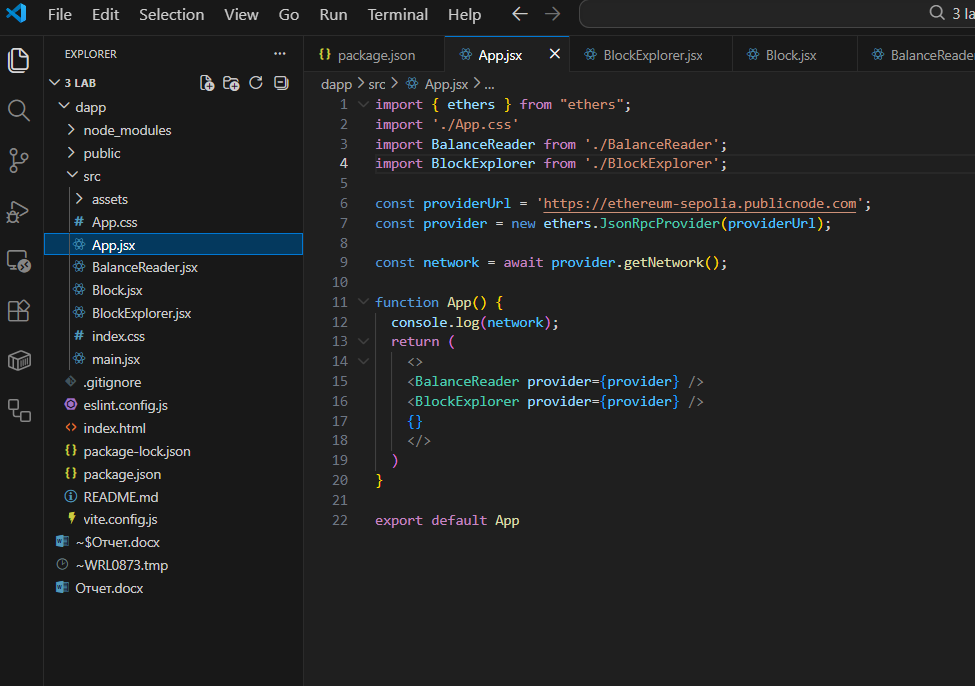 File Edit Selection View Go Run Terminal Help 3 la
EXPLORER
3 LAB
dapp
node_modules
public
src
assets
# App.css
App.jsx
BalanceReader.jsx
Block.jsx
BlockExplorer.jsx
# index.css
main.jsx
.gitignore
eslint.config.js
<> index.html
{} package-lock.json
{} package.json
README.md
vite.config.js
~$Отчет.docx
~WRL0873.tmp
Отчет.docx
{} package.json App.jsx BlockExplorer.jsx Block.jsx BalanceReader
dapp > src > App.jsx > ...
1 import { ethers } from "ethers";
2 import './App.css'
3 import BalanceReader from './BalanceReader';
4 import BlockExplorer from './BlockExplorer';
5
6 const providerUrl = 'https://ethereum-sepolia.publicnode.com';
7 const provider = new ethers.JsonRpcProvider(providerUrl);
8
9 const network = await provider.getNetwork();
10
11 function App() {
12 console.log(network);
13 return (
14 <>
15 <BalanceReader provider={provider} />
16 <BlockExplorer provider={provider} />
17 {}
18 </>
19 )
20 }
21
22 export default App